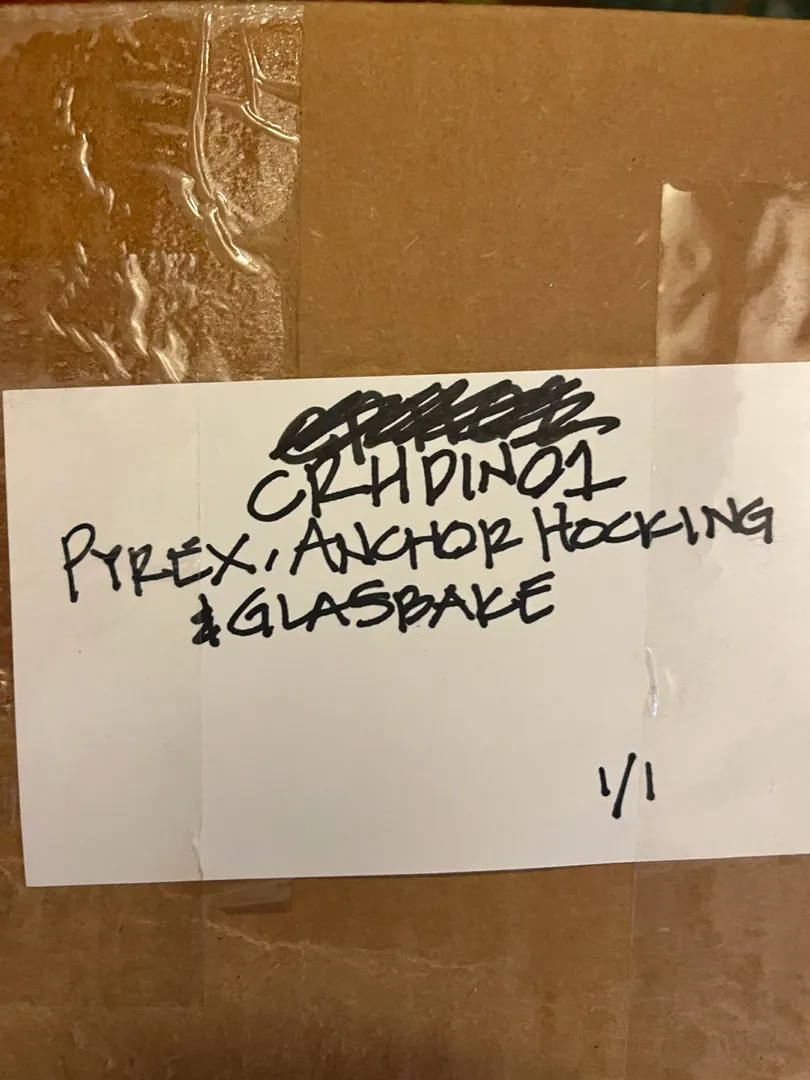 CRHDIN01
PYREX, ANCHOR HOCKING
& GLASBAKE
1/1